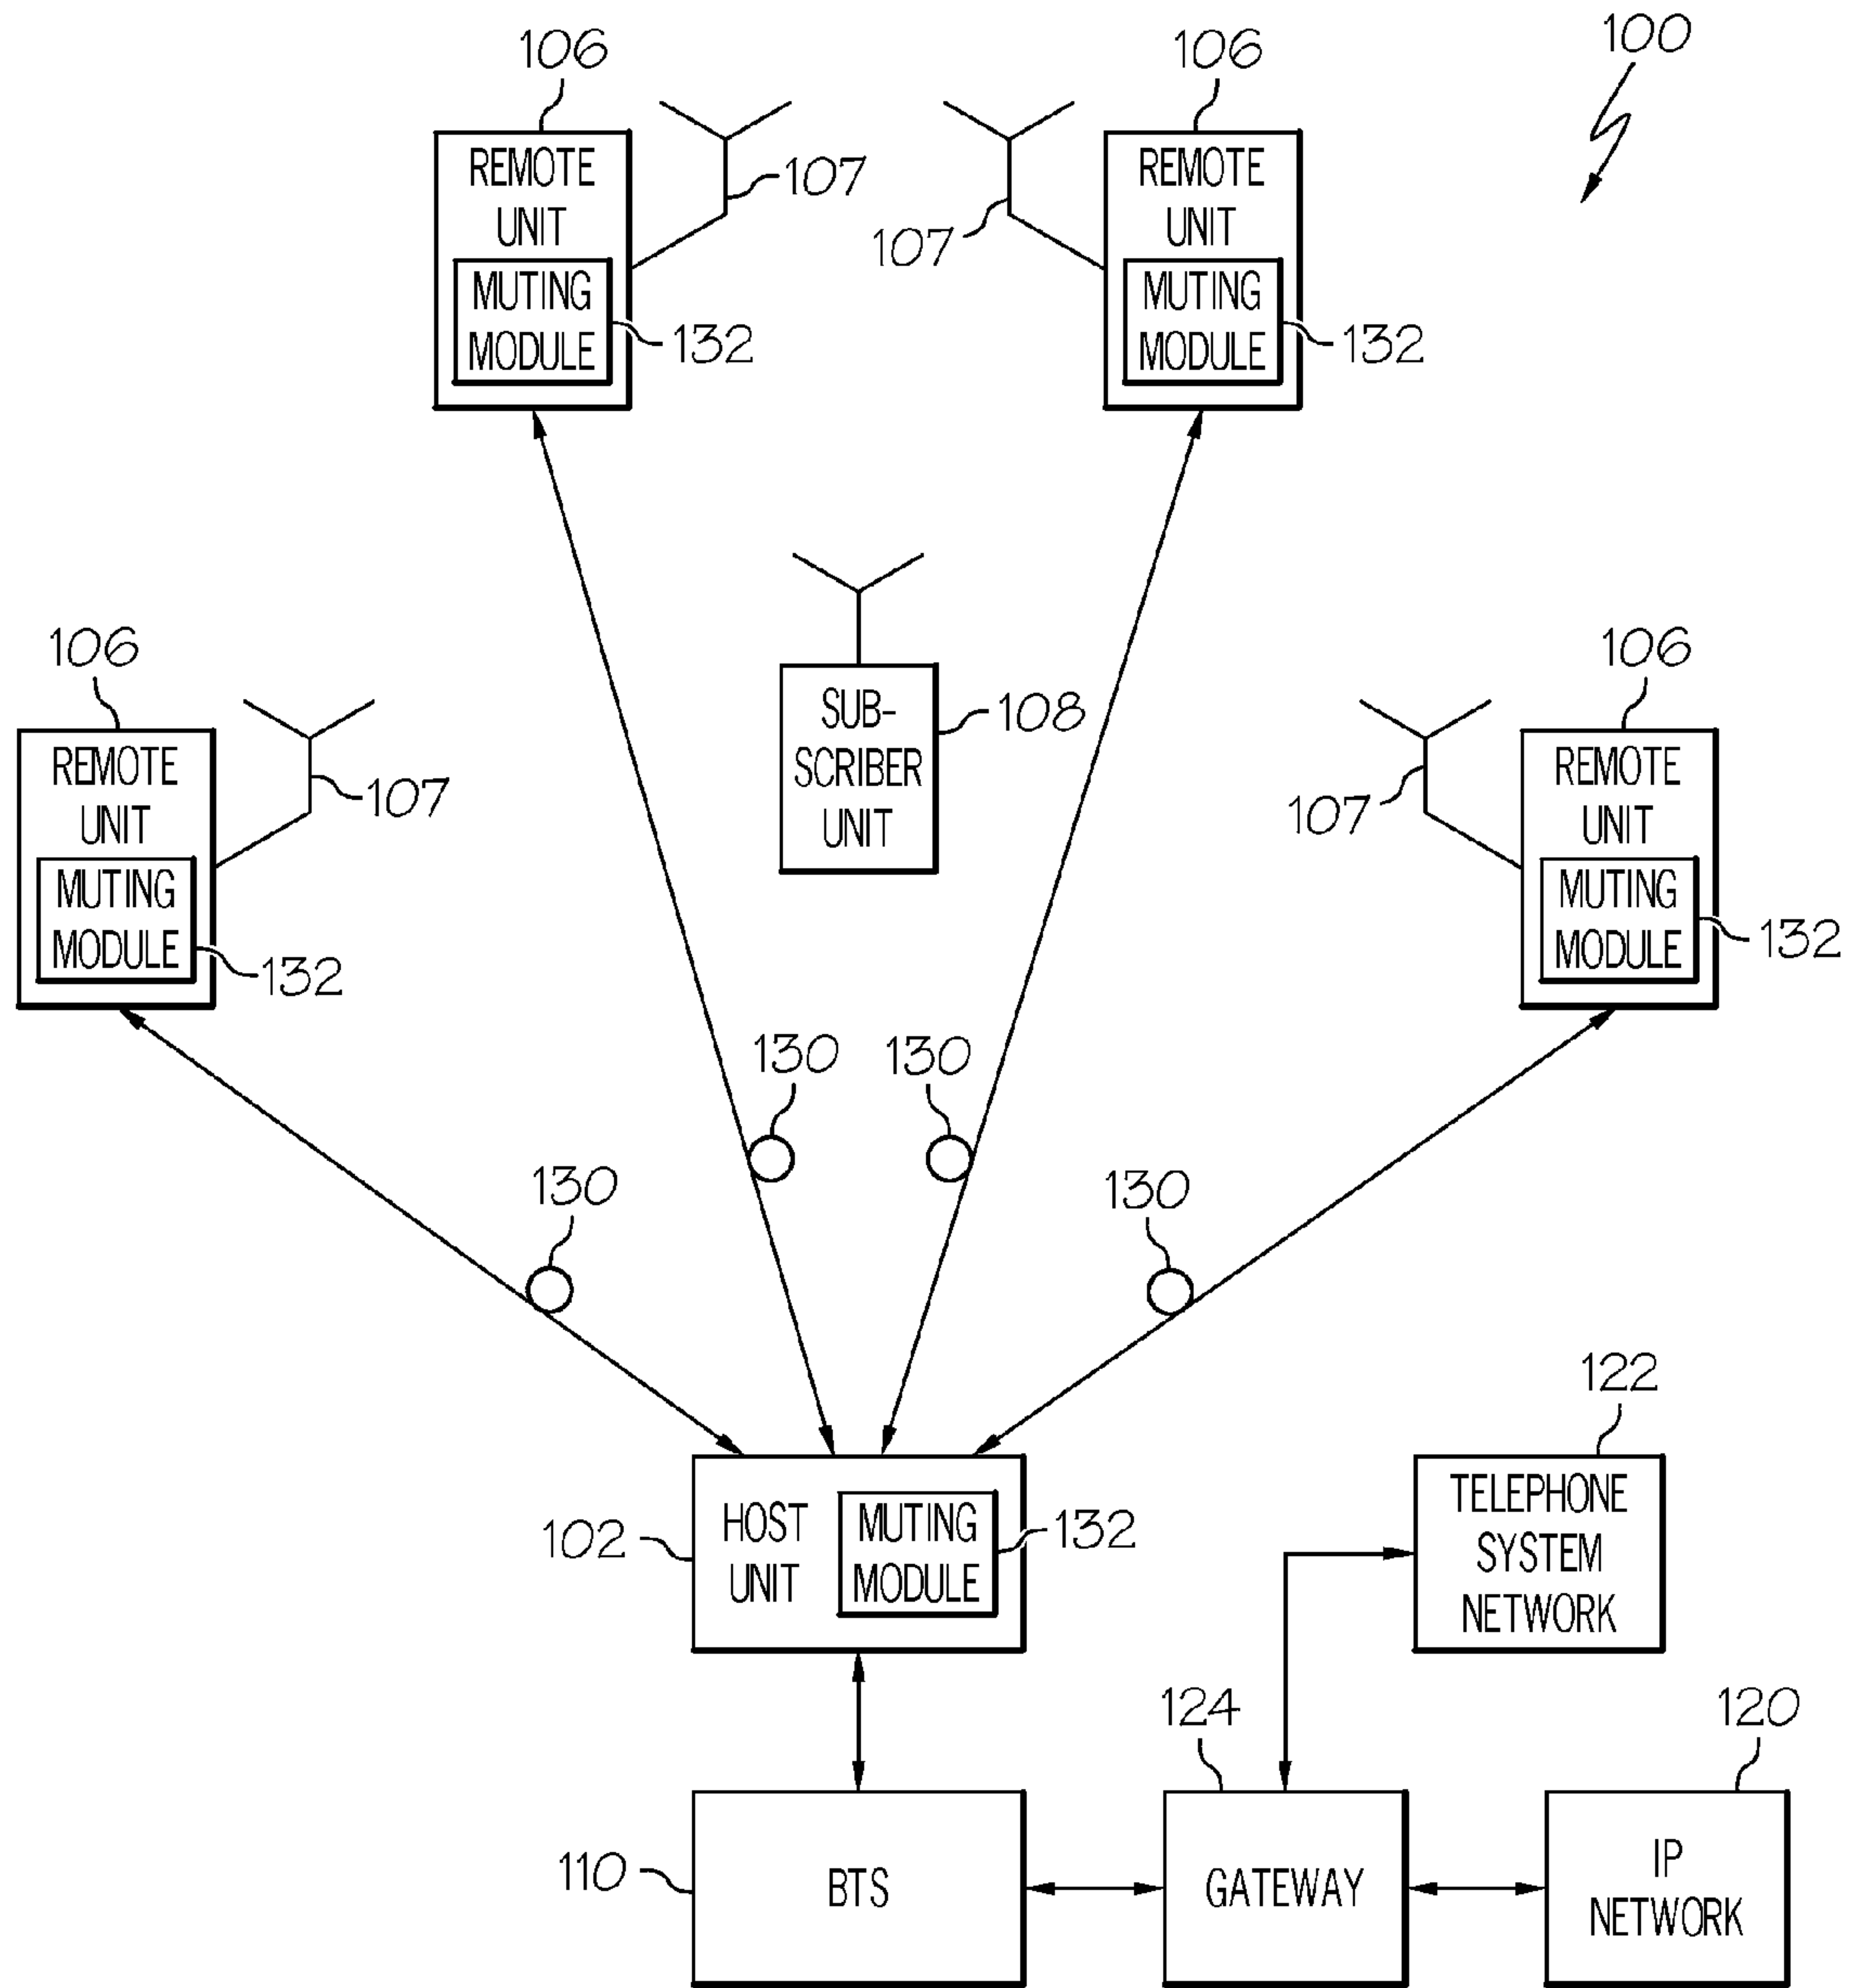 100
106
106
REMOTE
UNIT
MUTING
MODULE
107
132
107
REMOTE
UNIT
MUTING
MODULE
132
SUB-
SCRIBER
UNIT
108
106
REMOTE
UNIT
MUTING
MODULE
107
132
106
107
REMOTE
UNIT
MUTING
MODULE
132
130
130
130
130
102
HOST
UNIT
MUTING
MODULE
132
122
TELEPHONE
SYSTEM
NETWORK
110
BTS
124
GATEWAY
120
IP
NETWORK